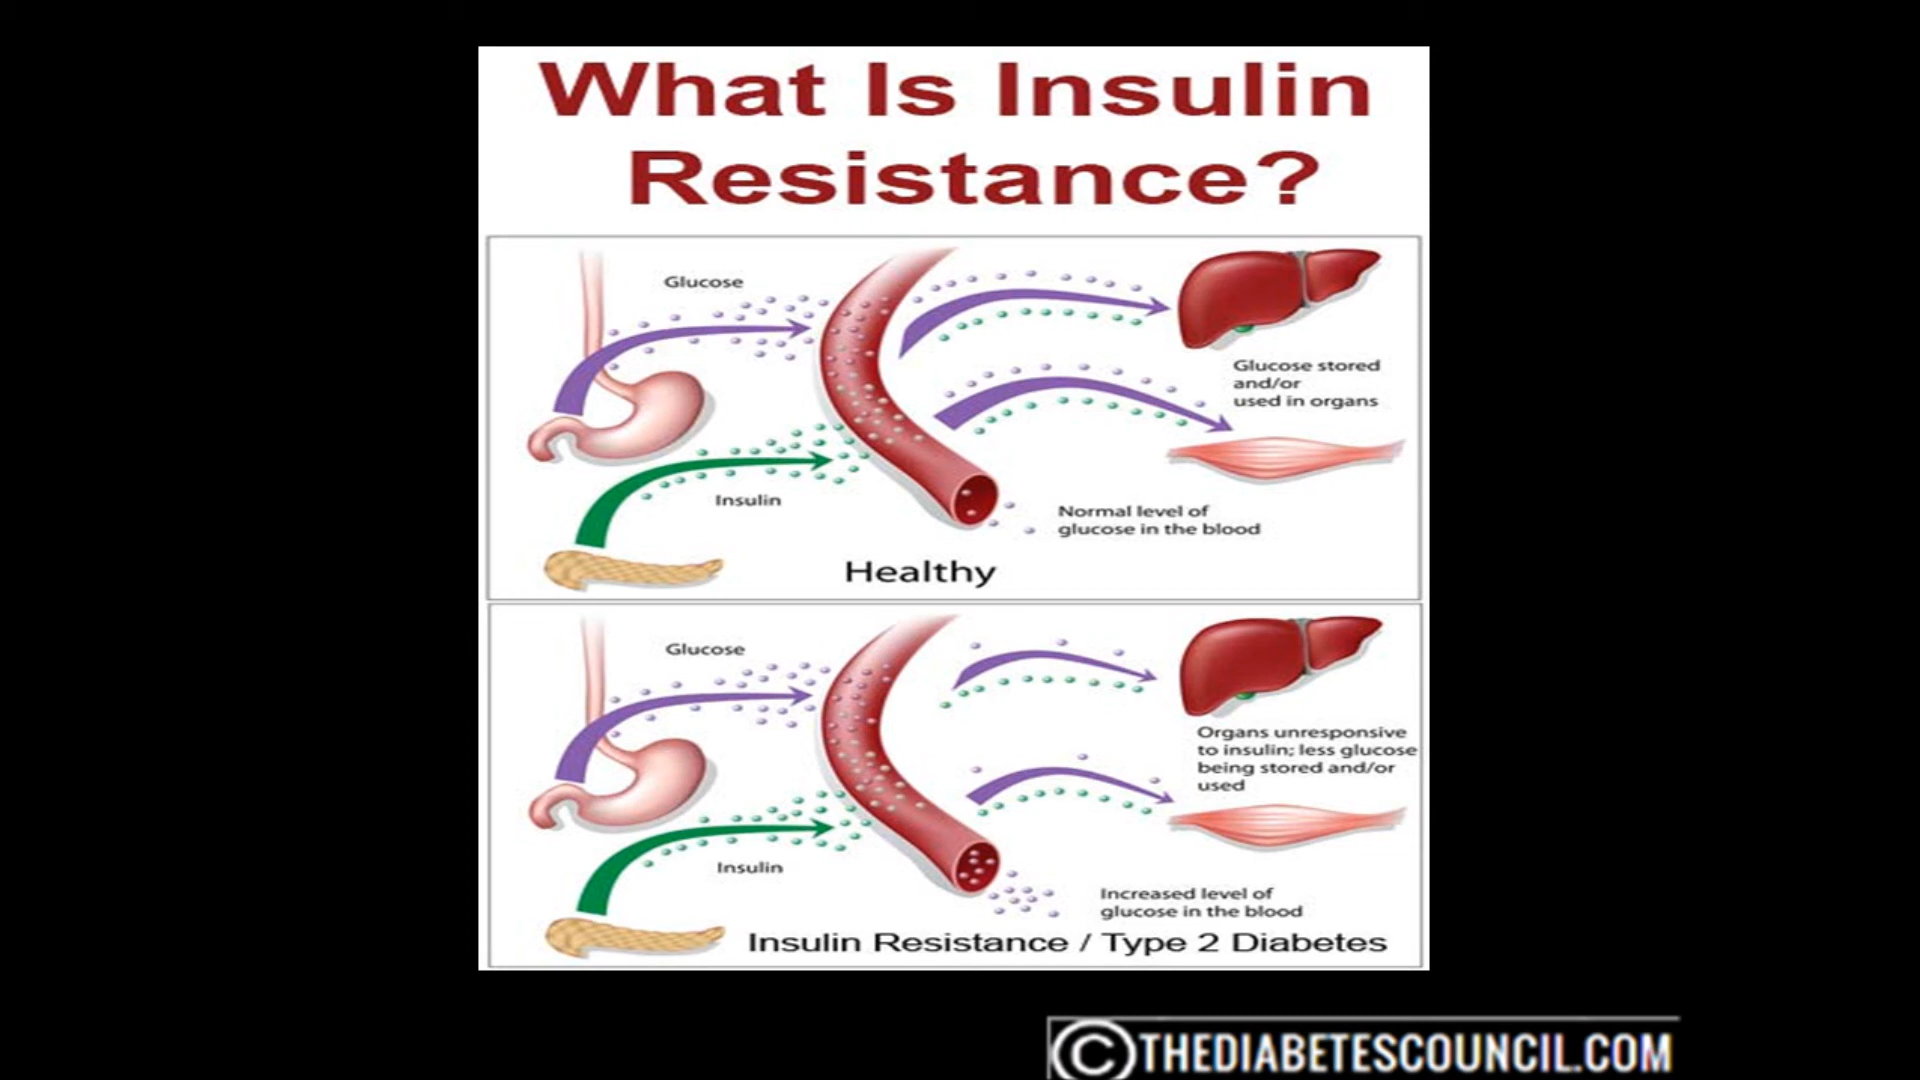 What Is Insulin
Resistance?
Glucose
Glucose stored
and/or
used in organs
Insulin
Normal level of
glucose in the blood
Healthy
Glucose
Organs unresponsive
to insulin; less glucose
being stored and/or
used
Insulin
Increased level of
glucose in the blood
Insulin Resistance / Type 2 Diabetes
©THEDIABETESCOUNCIL.COM